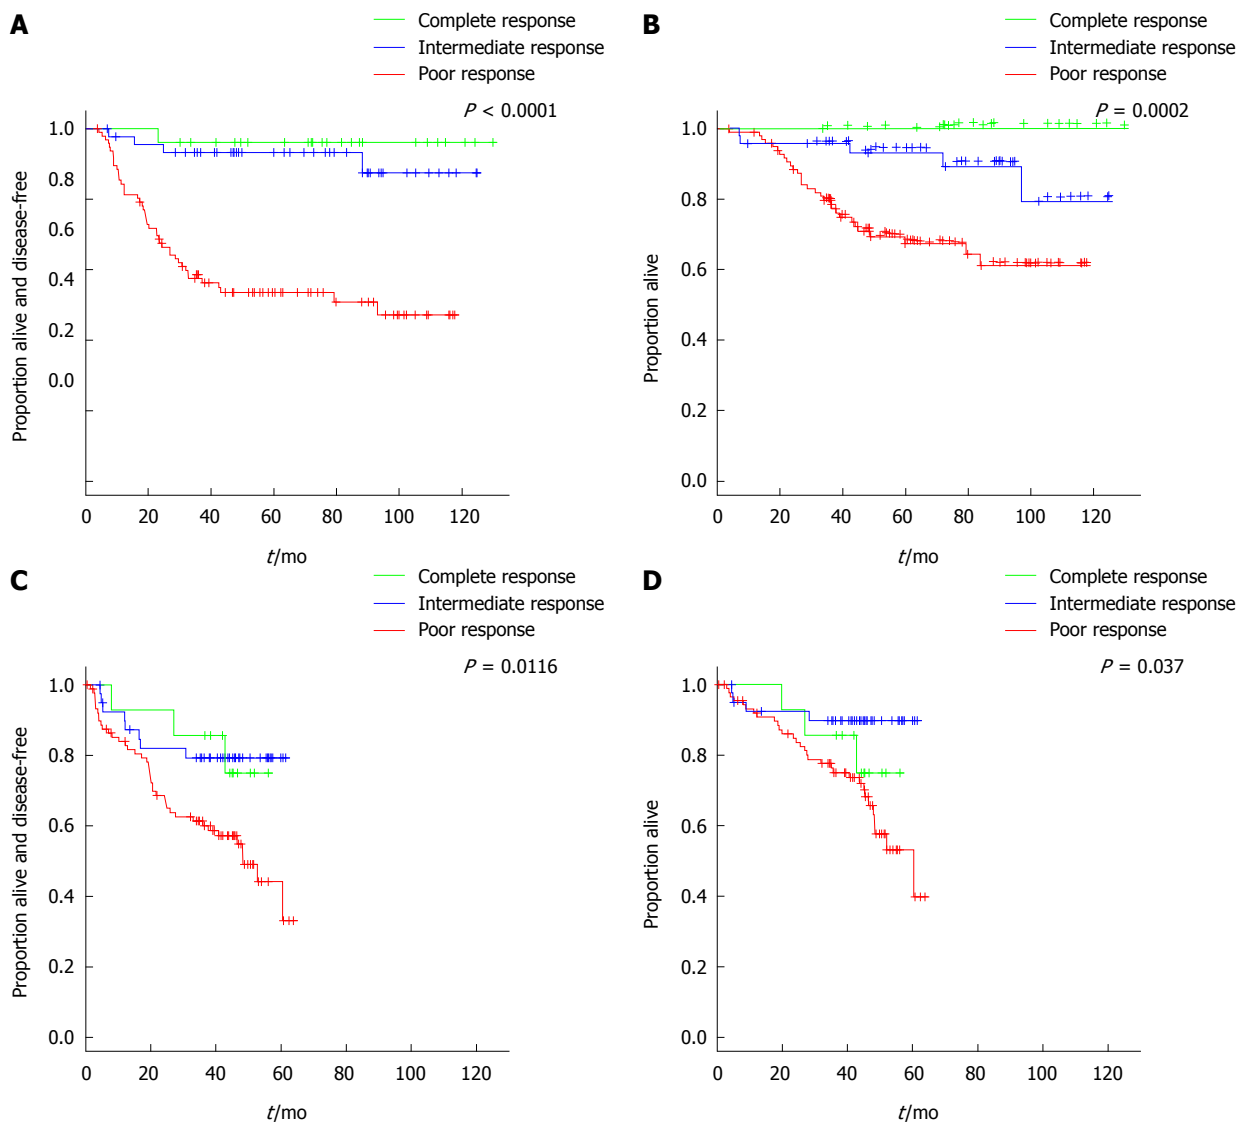 A
Complete response
Intermediate response
Poor response
P < 0.0001
Proportion alive and disease-free
1.0
0.8
0.6
0.4
0.2
0.0
0 20 40 60 80 100 120
t/mo
B
Complete response
Intermediate response
Poor response
P = 0.0002
Proportion alive
1.0
0.8
0.6
0.4
0.2
0.0
0 20 40 60 80 100 120
t/mo
C
Complete response
Intermediate response
Poor response
P = 0.0116
Proportion alive and disease-free
1.0
0.8
0.6
0.4
0.2
0.0
0 20 40 60 80 100 120
t/mo
D
Complete response
Intermediate response
Poor response
P = 0.037
Proportion alive
1.0
0.8
0.6
0.4
0.2
0.0
0 20 40 60 80 100 120
t/mo